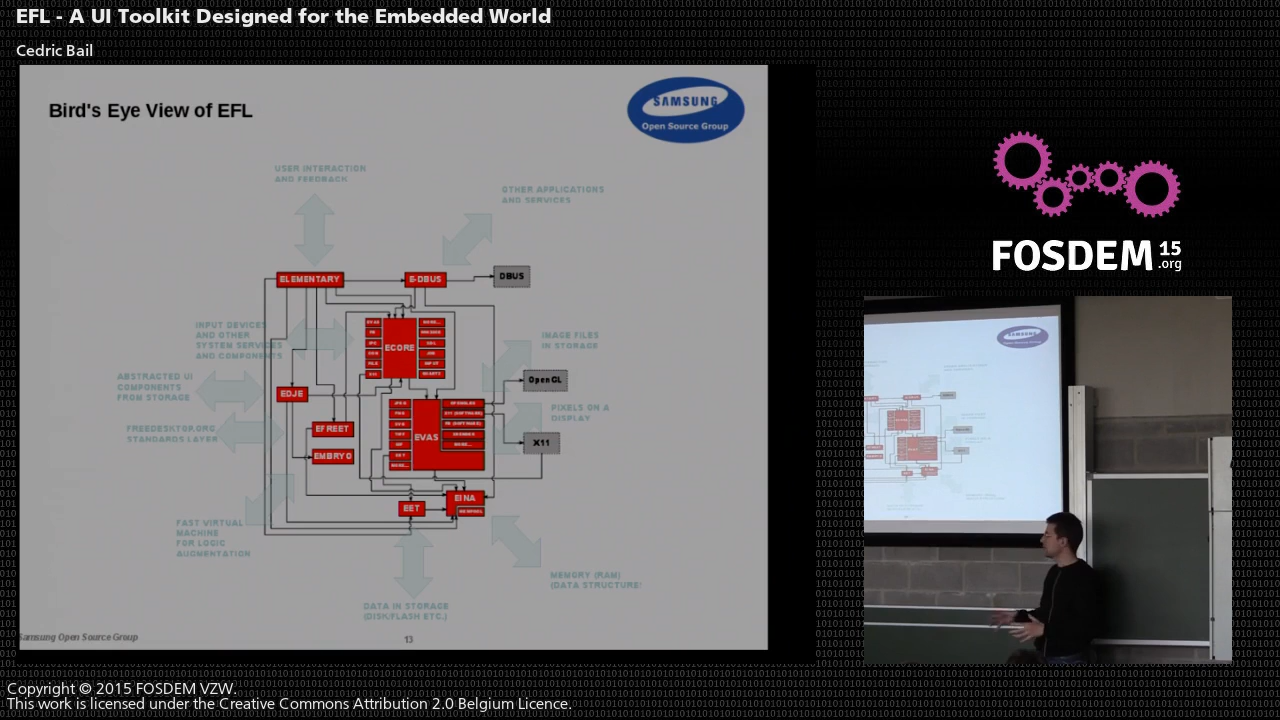 EFL - A UI Toolkit Designed for the Embedded World
Cedric Bail
Bird's Eye View of EFL
SAMSUNG
Open Source Group
USER INTERACTION
AND FEEDBACK
OTHER APPLICATIONS
AND SERVICES
ELEMENTARY
E-DBUS
DBUS
INPUT DEVICES
AND OTHER
SYSTEM SERVICES
AND COMPONENTS
ECORE
IMAGE FILES
IN STORAGE
ABSTRACTED UI
COMPONENTS
FROM STORAGE
EDJE
OpenGL
PIXELS ON A
DISPLAY
FREEDESKTOP.ORG
STANDARDS LAYER
EFREET
EVAS
X11
EMBRYO
EET
EINA
FAST VIRTUAL
MACHINE
FOR LOGIC
AUGMENTATION
MEMORY (RAM)
(DATA STRUCTURE:
DATA IN STORAGE
(DISK/FLASH ETC.)
Samsung Open Source Group
13
FOSDEM 15
.org
Copyright © 2015 FOSDEM VZW.
This work is licensed under the Creative Commons Attribution 2.0 Belgium Licence.